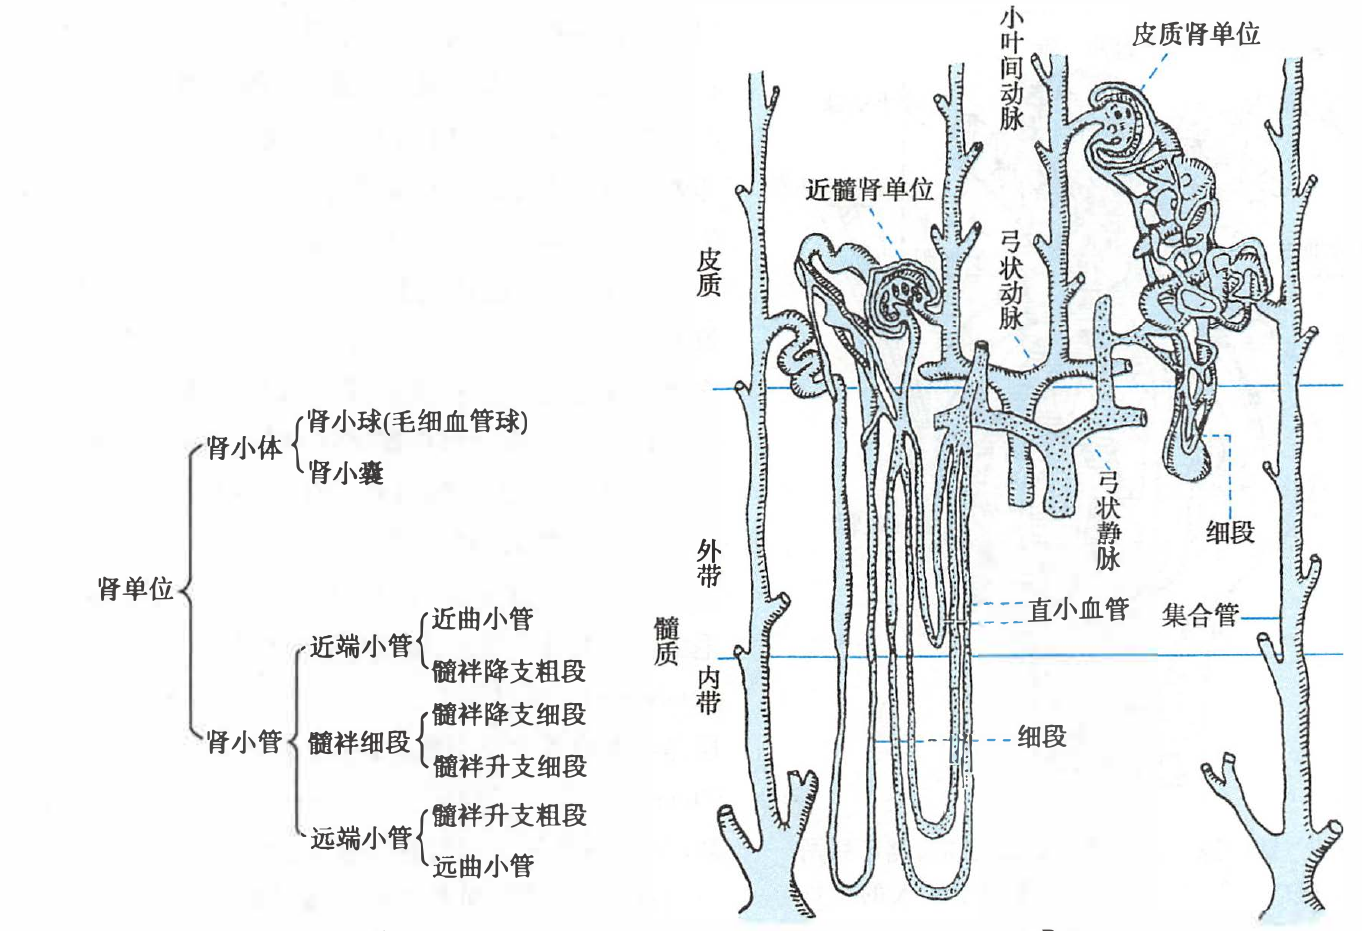 肾单位
肾小体
肾小球(毛细血管球)
肾小囊
肾小管
近端小管
近曲小管
髓袢降支粗段
髓袢细段
髓袢降支细段
髓袢升支细段
远端小管
髓袢升支粗段
远曲小管
小叶间动脉
皮质肾单位
近髓肾单位
皮质
弓状动脉
弓状静脉
细段
外带
髓质
直小血管
集合管
内带
细段